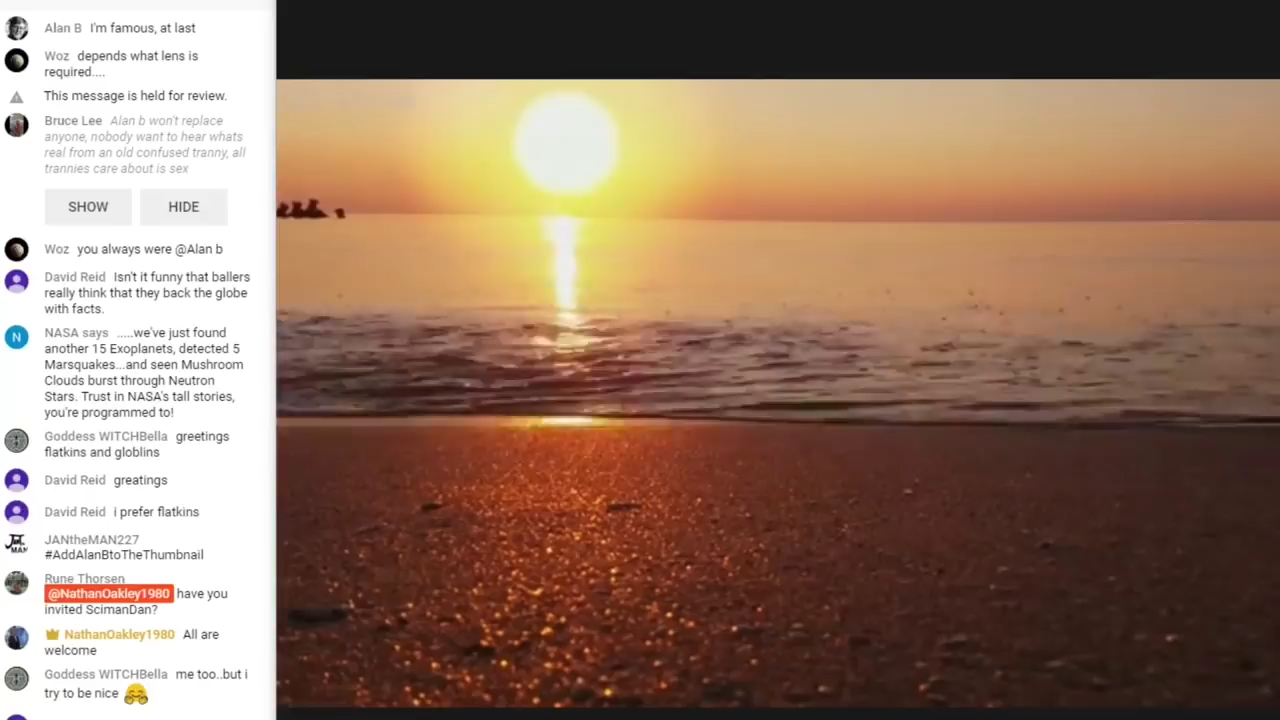 Alan B I'm famous, at last
Woz depends what lens is
required....
This message is held for review.
Bruce Lee Alan b won't replace
anyone, nobody want to hear whats
real from an old confused tranny, all
trannies care about is sex
SHOW HIDE
Woz you always were @Alan b
David Reid Isn't it funny that ballers
really think that they back the globe
with facts.
NASA says .....we've just found
another 15 Exoplanets, detected 5
Marsquakes...and seen Mushroom
Clouds burst through Neutron
Stars. Trust in NASA's tall stories,
you're programmed to!
Goddess WITCHBella greetings
flatkins and globlins
David Reid greatings
David Reid i prefer flatkins
JANtheMAN227
#AddAlanBtoTheThumbnail
Rune Thorsen
@NathanOakley1980 have you
invited ScimanDan?
NathanOakley1980 All are
welcome
Goddess WITCHBella me too..but i
try to be nice